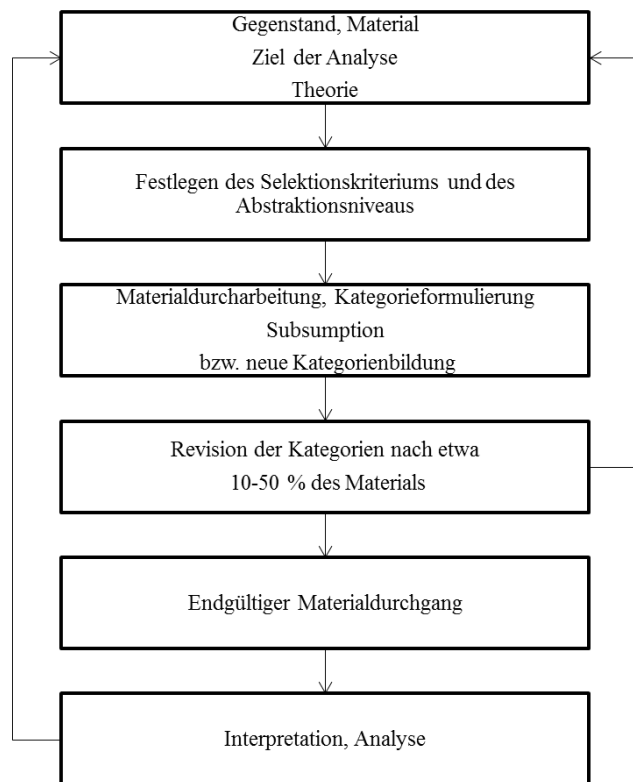 Gegenstand, Material
Ziel der Analyse
Theorie
Festlegen des Selektionskriteriums und des
Abstraktionsniveaus
Materialdurcharbeitung, Kategorieformulierung
Subsumption
bzw. neue Kategorienbildung
Revision der Kategorien nach etwa
10-50 % des Materials
Endgültiger Materialdurchgang
Interpretation, Analyse